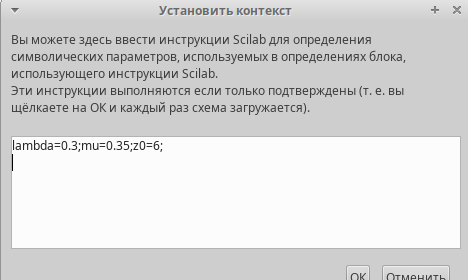 Установить контекст
Вы можете здесь ввести инструкции Scilab для определения
символических параметров, используемых в определениях блока,
использующего инструкции Scilab.
Эти инструкции выполняются если только подтверждены (т. е. вы
щёлкаете на OK и каждый раз схема загружается).
lambda=0.3;mu=0.35;z0=6;
OK Отменить